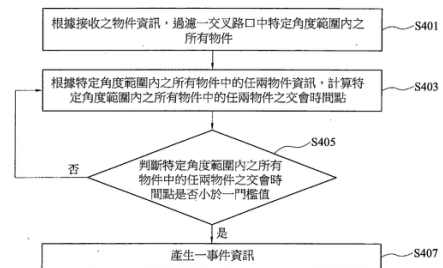 根據接收之物件資訊，過濾一交叉路口中特定角度範圍內之
所有物件
S401
根據特定角度範圍內之所有物件中的任兩物件資訊，計算特
定角度範圍內之所有物件中的任兩物件之交會時間點
S403
S405
判斷特定角度範圍內之所有
物件中的任兩物件之交會時
間點是否小於一門檻值
否
是
產生一事件資訊
S407